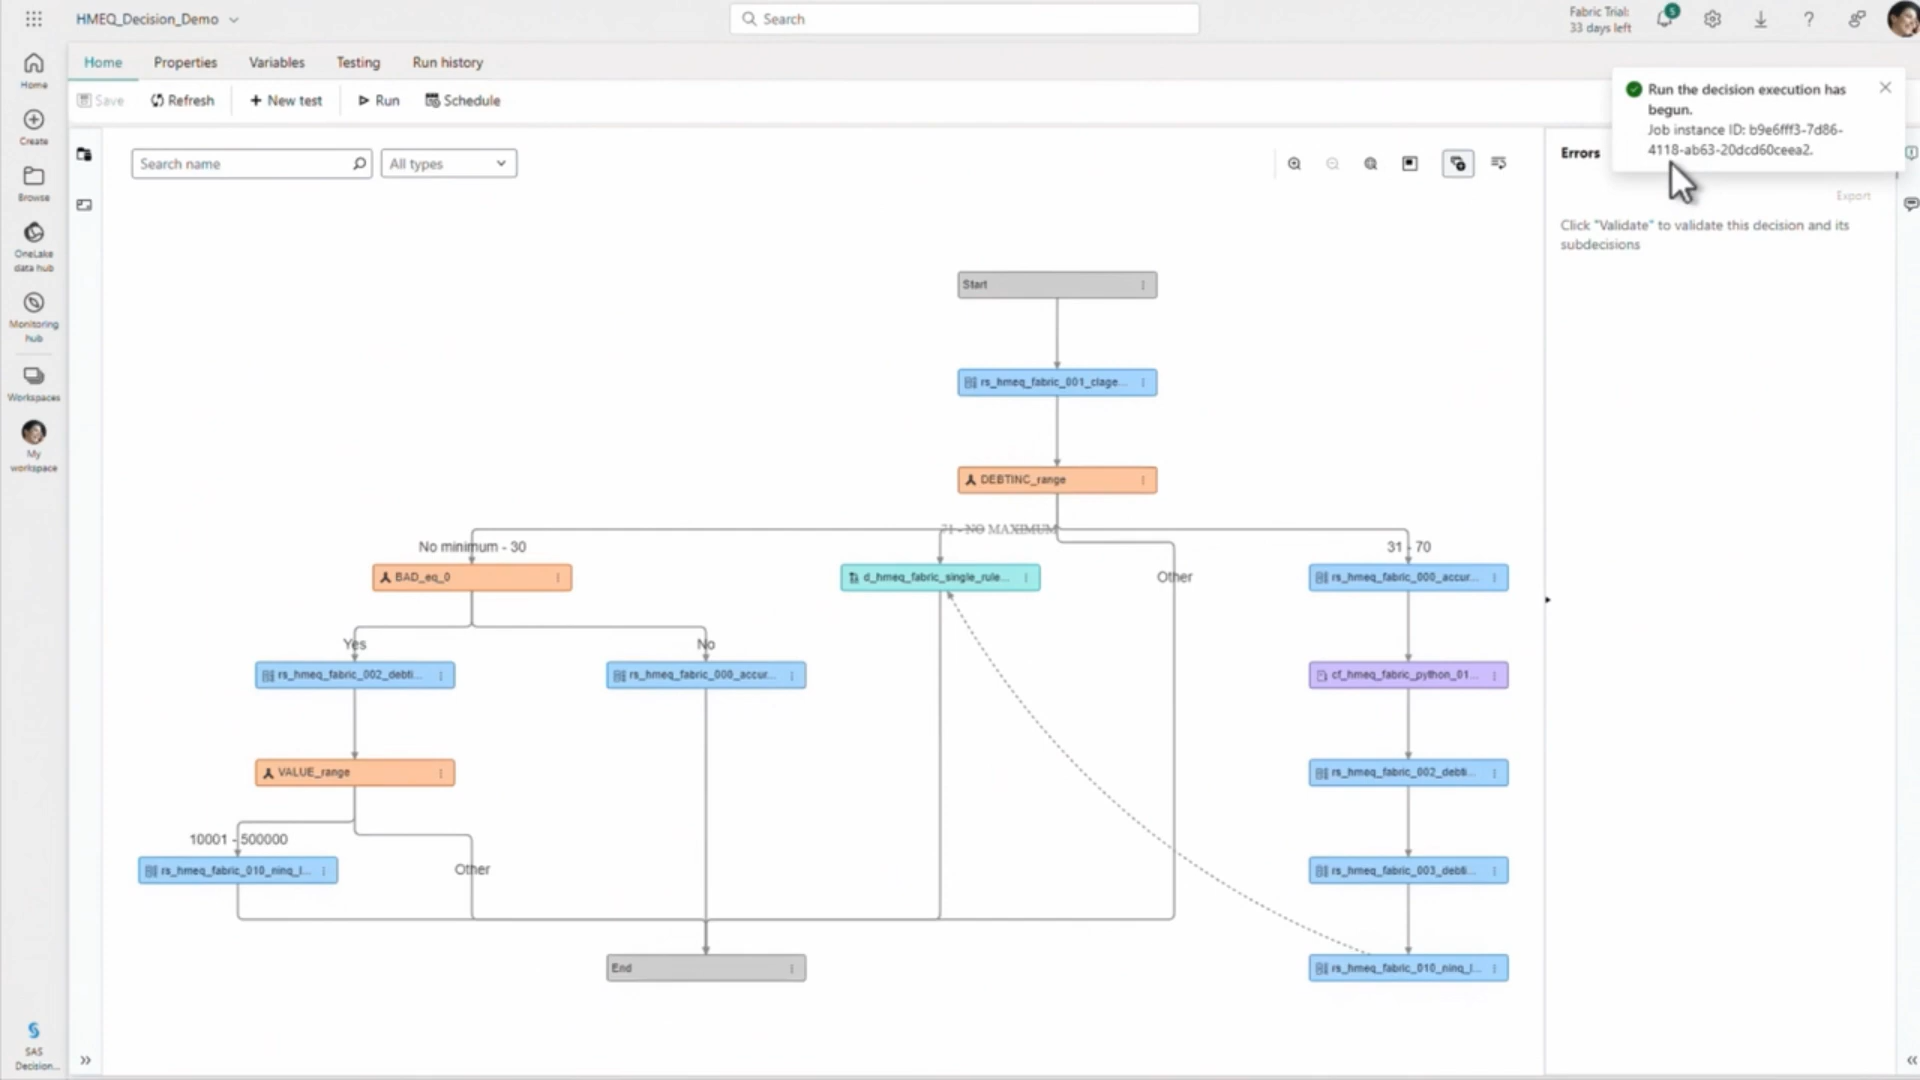 HMEQ_Decision_Demo
Search
Fabric Trial:
33 days left
5
Home
Properties
Variables
Testing
Run history
Save
Refresh
New test
Run
Schedule
Run the decision execution has
begun.
Job instance ID: b9e6fff3-7d86-
4118-ab63-20dcd60ceea2.
Home
Create
Browse
OneLake
data hub
Monitoring
hub
Workspaces
My
workspace
SAS
Decision...
Search name
All types
Errors
Export
Click "Validate" to validate this decision and its
subdecisions
Start
rs_hmeq_fabric_001_clage...
DEBTINC_range
71 - NO MAXIMUM
No minimum - 30
31 - 70
BAD_eq_0
d_hmeq_fabric_single_rule...
Other
rs_hmeq_fabric_000_accur...
Yes
No
rs_hmeq_fabric_002_debti...
rs_hmeq_fabric_000_accur...
cf_hmeq_fabric_python_01...
VALUE_range
rs_hmeq_fabric_002_debti...
10001 - 500000
rs_hmeq_fabric_010_ninq_l...
Other
rs_hmeq_fabric_003_debti...
End
rs_hmeq_fabric_010_ninq_l...